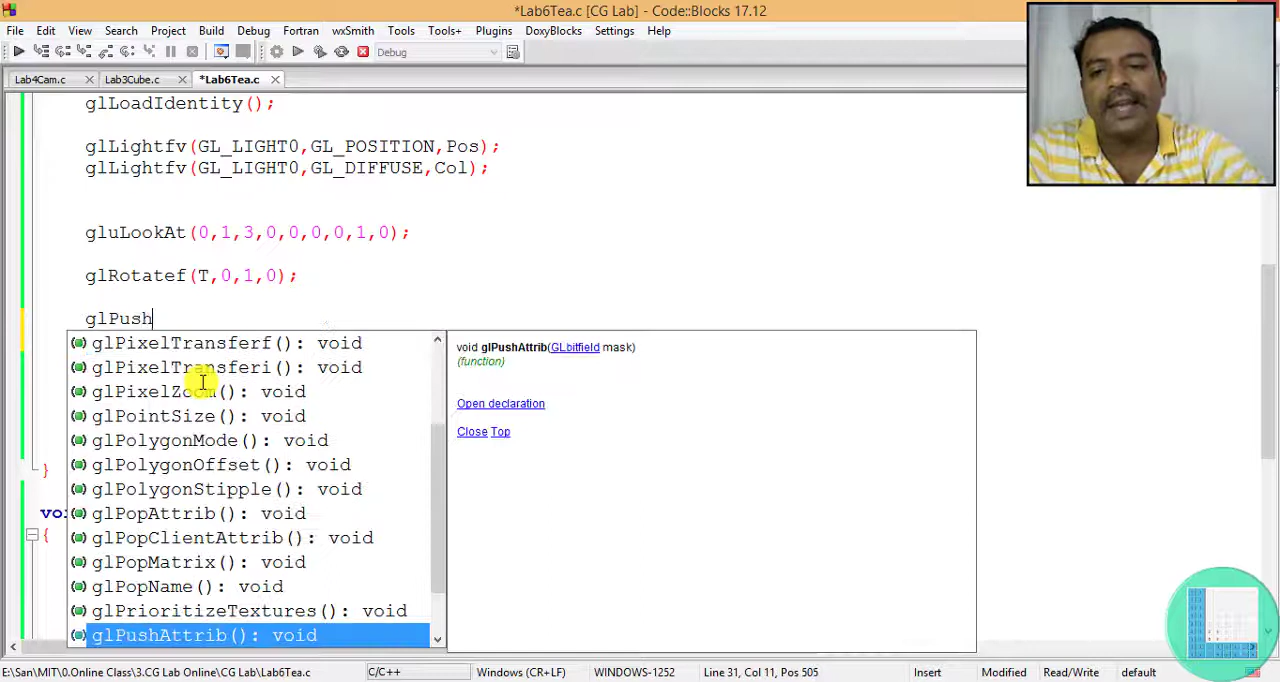 *Lab6Tea.c [CG Lab] - Code::Blocks 17.12
File Edit View Search Project Build Debug Fortran wxSmith Tools Tools+ Plugins DoxyBlocks Settings Help
Debug
Lab4Cam.c Lab3Cube.c *Lab6Tea.c
glLoadIdentity();
glLightfv(GL_LIGHT0,GL_POSITION,Pos);
glLightfv(GL_LIGHT0,GL_DIFFUSE,Col);
gluLookAt(0,1,3,0,0,0,0,1,0);
glRotatef(T,0,1,0);
glPush
glPixelTransferf(): void
glPixelTransferi(): void
glPixelZoom(): void
glPointSize(): void
glPolygonMode(): void
glPolygonOffset(): void
glPolygonStipple(): void
glPopAttrib(): void
glPopClientAttrib(): void
glPopMatrix(): void
glPopName(): void
glPrioritizeTextures(): void
glPushAttrib(): void
void glPushAttrib(GLbitfield mask)
(function)
Open declaration
Close Top
}
voi
{
E:\San\MIT\0.Online Class\3.CG Lab Online\CG Lab\Lab6Tea.c C/C++ Windows (CR+LF) WINDOWS-1252 Line 31, Col 11, Pos 505 Insert Modified Read/Write default